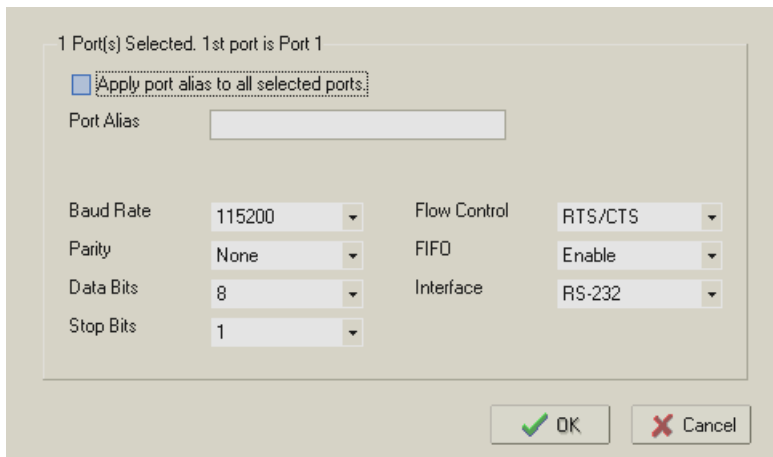 1 Port(s) Selected. 1st port is Port 1
Apply port alias to all selected ports.
Port Alias
Baud Rate 115200 Flow Control RTS/CTS
Parity None FIFO Enable
Data Bits 8 Interface RS-232
Stop Bits 1
OK Cancel